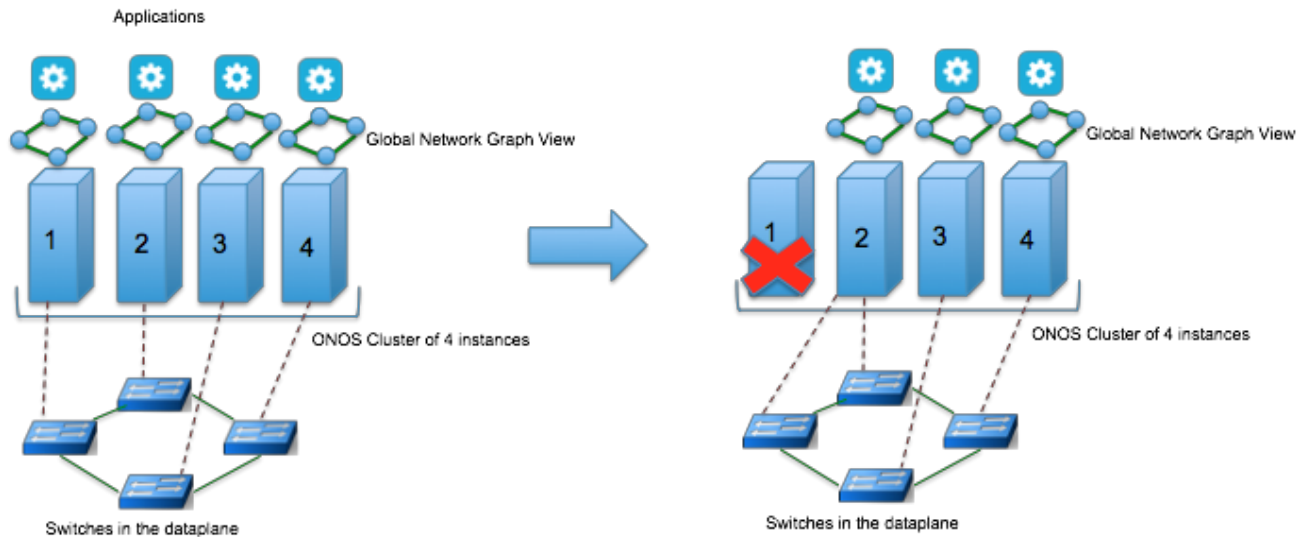 Applications
Global Network Graph View
1
2
3
4
ONOS Cluster of 4 instances
Switches in the dataplane
Global Network Graph View
1
2
3
4
ONOS Cluster of 4 instances
Switches in the dataplane